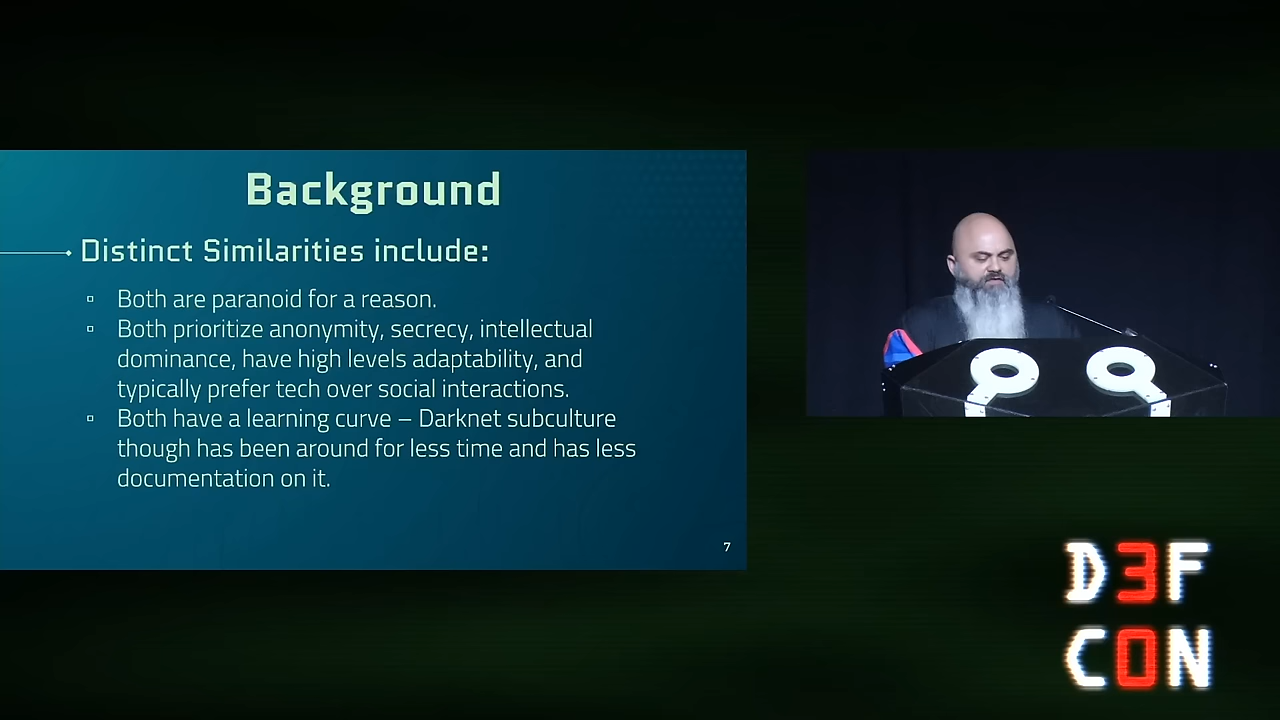 Background
Distinct Similarities include:
▫ Both are paranoid for a reason.
▫ Both prioritize anonymity, secrecy, intellectual
dominance, have high levels adaptability, and
typically prefer tech over social interactions.
▫ Both have a learning curve – Darknet subculture
though has been around for less time and has less
documentation on it.
7
D3F
C0N